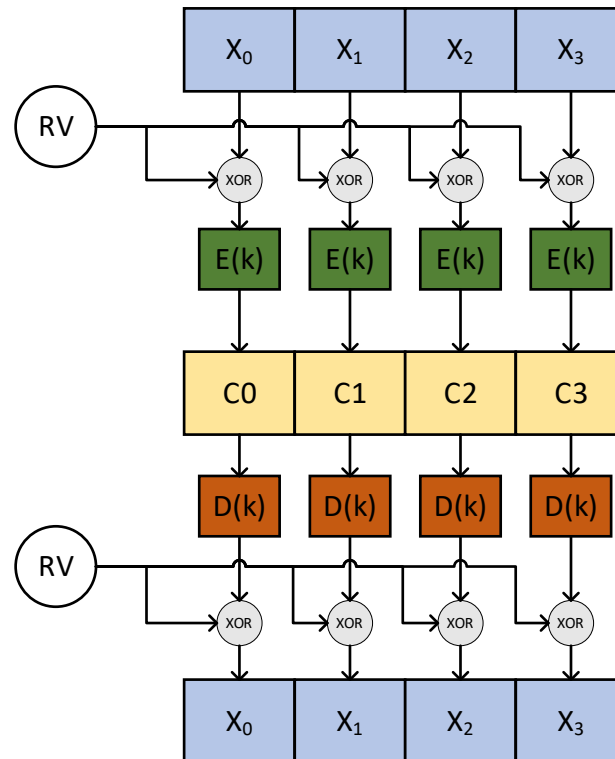 X₀ X₁ X₂ X₃
RV
XOR XOR XOR XOR
E(k) E(k) E(k) E(k)
C0 C1 C2 C3
D(k) D(k) D(k) D(k)
RV
XOR XOR XOR XOR
X₀ X₁ X₂ X₃